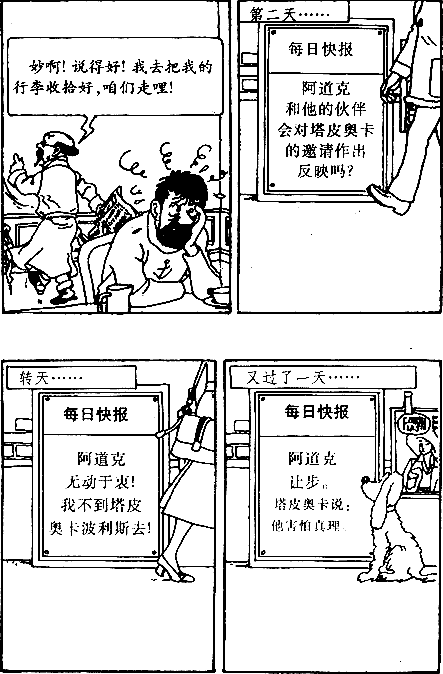 妙啊!说得好!我去把我的
行李收拾好,咱们走哩!
第二天……
每日快报
阿道克
和他的伙伴
会对塔皮奥卡
的邀请作出
反映吗?
转天……
每日快报
阿道克
无动于衷!
我不到塔皮
奥卡波利斯去!
又过了一天……
每日快报
阿道克
让步。
塔皮奥卡说:
他害怕真理。